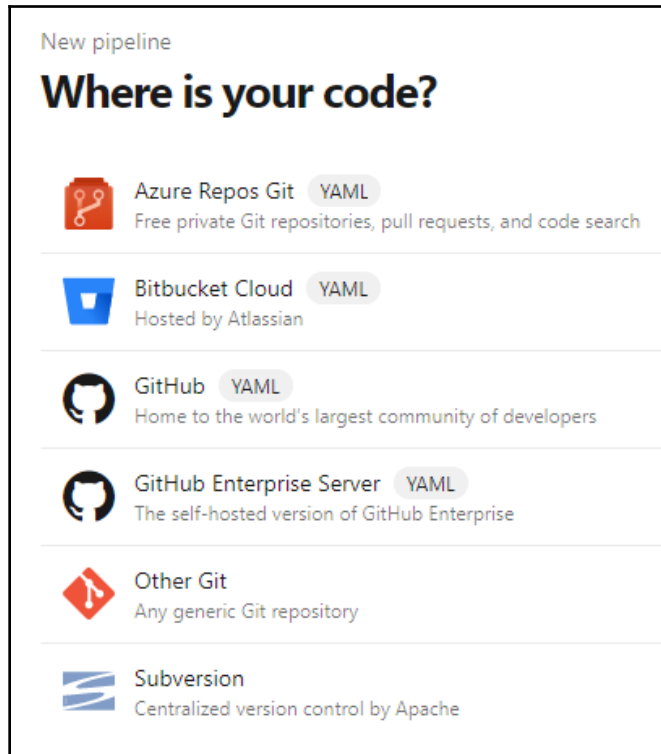 New pipeline
Where is your code?
Azure Repos Git YAML
Free private Git repositories, pull requests, and code search
Bitbucket Cloud YAML
Hosted by Atlassian
GitHub YAML
Home to the world's largest community of developers
GitHub Enterprise Server YAML
The self-hosted version of GitHub Enterprise
Other Git
Any generic Git repository
Subversion
Centralized version control by Apache